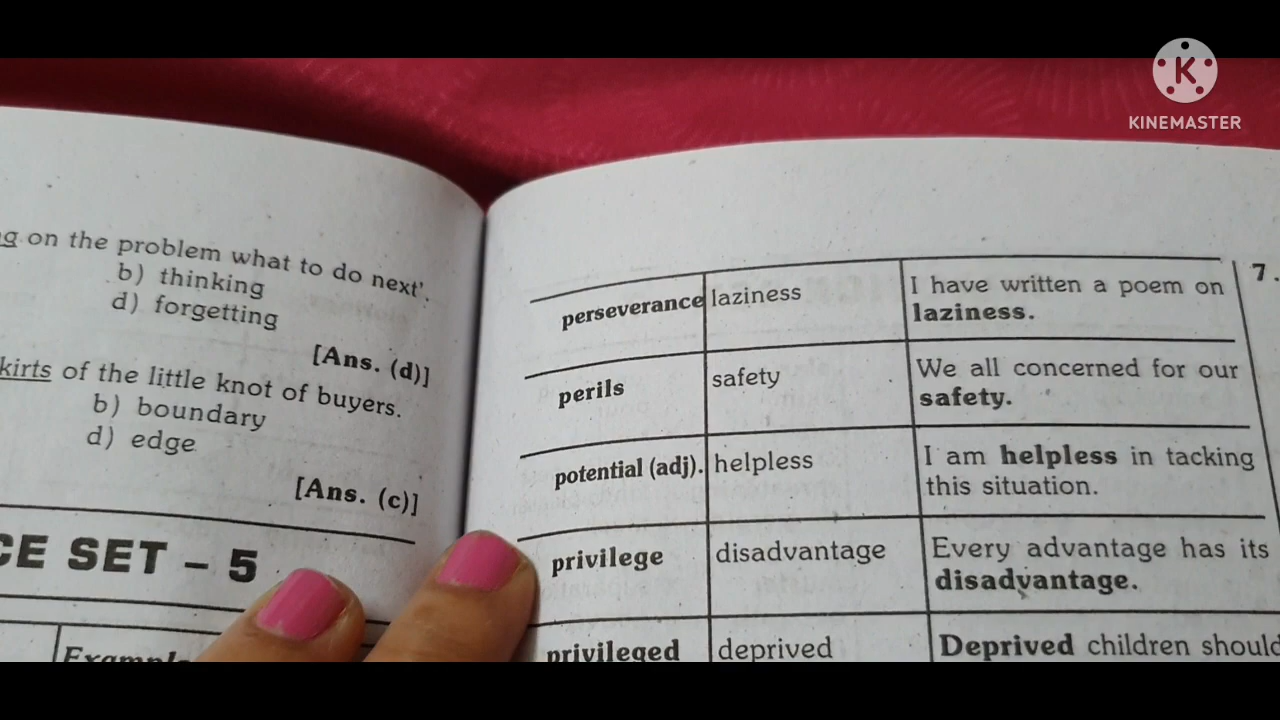 K
KINEMASTER
g on the problem what to do next'.
b) thinking
d) forgetting
[Ans. (d)]
kirts of the little knot of buyers.
b) boundary
d) edge
[Ans. (c)]
CE SET – 5
Example
perseverance laziness I have written a poem on
laziness.
perils safety We all concerned for our
safety.
potential (adj). helpless I am helpless in tacking
this situation.
privilege disadvantage Every advantage has its
disadvantage.
privileged deprived Deprived children should
7.